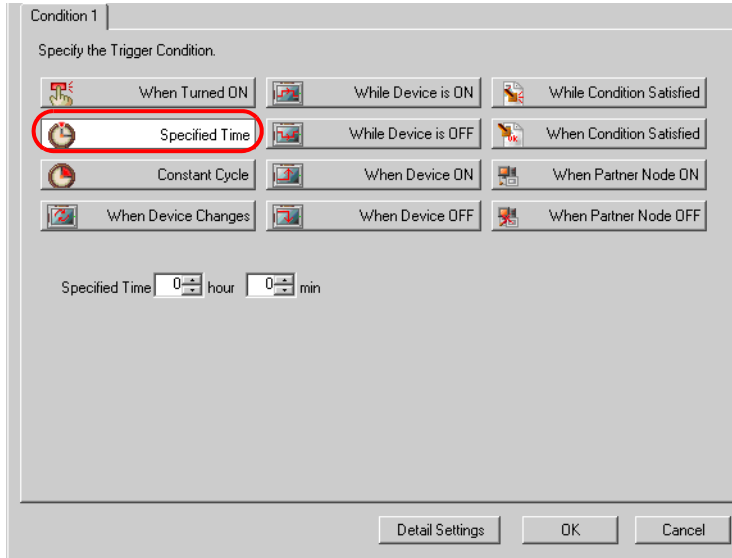 Condition 1
Specify the Trigger Condition.
When Turned ON While Device is ON While Condition Satisfied
Specified Time While Device is OFF When Condition Satisfied
Constant Cycle When Device ON When Partner Node ON
When Device Changes When Device OFF When Partner Node OFF
Specified Time 0 hour 0 min
Detail Settings OK Cancel